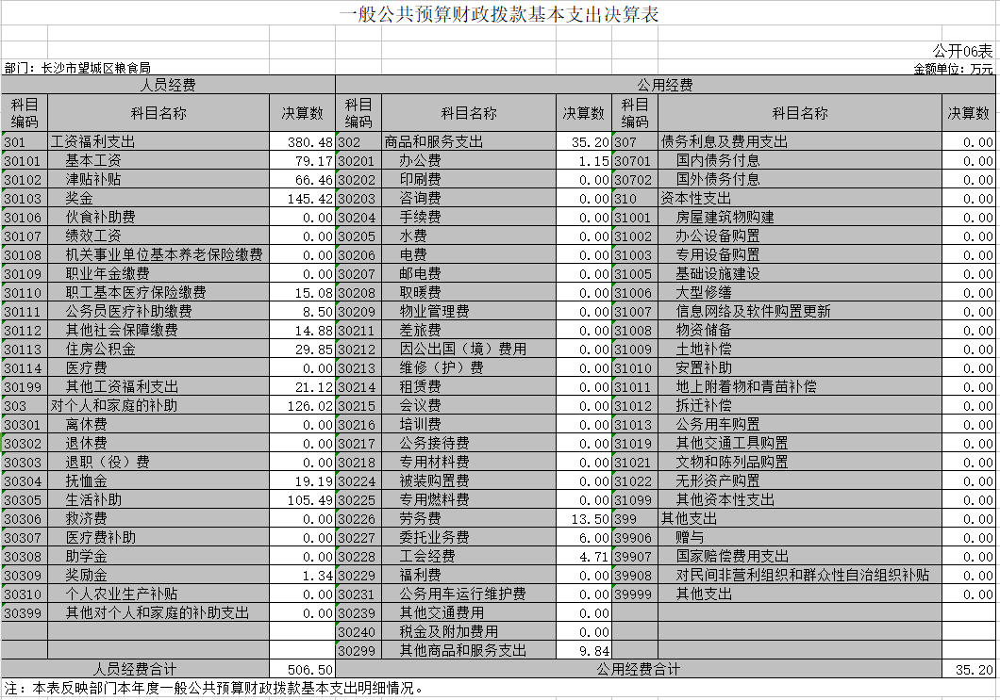 一般公共预算财政拨款基本支出决算表
公开06表
部门：长沙市望城区粮食局 金额单位：万元
人员经费 公用经费
科目编码 科目名称 决算数 科目编码 科目名称 决算数 科目编码 科目名称 决算数
301 工资福利支出 380.48 302 商品和服务支出 35.20 307 债务利息及费用支出 0.00
30101 基本工资 79.17 30201 办公费 1.15 30701 国内债务付息 0.00
30102 津贴补贴 66.46 30202 印刷费 0.00 30702 国外债务付息 0.00
30103 奖金 145.42 30203 咨询费 0.00 310 资本性支出 0.00
30106 伙食补助费 0.00 30204 手续费 0.00 31001 房屋建筑物购建 0.00
30107 绩效工资 0.00 30205 水费 0.00 31002 办公设备购置 0.00
30108 机关事业单位基本养老保险缴费 0.00 30206 电费 0.00 31003 专用设备购置 0.00
30109 职业年金缴费 0.00 30207 邮电费 0.00 31005 基础设施建设 0.00
30110 职工基本医疗保险缴费 15.08 30208 取暖费 0.00 31006 大型修缮 0.00
30111 公务员医疗补助缴费 8.50 30209 物业管理费 0.00 31007 信息网络及软件购置更新 0.00
30112 其他社会保障缴费 14.88 30211 差旅费 0.00 31008 物资储备 0.00
30113 住房公积金 29.85 30212 因公出国（境）费用 0.00 31009 土地补偿 0.00
30114 医疗费 0.00 30213 维修（护）费 0.00 31010 安置补助 0.00
30199 其他工资福利支出 21.12 30214 租赁费 0.00 31011 地上附着物和青苗补偿 0.00
303 对个人和家庭的补助 126.02 30215 会议费 0.00 31012 拆迁补偿 0.00
30301 离休费 0.00 30216 培训费 0.00 31013 公务用车购置 0.00
30302 退休费 0.00 30217 公务接待费 0.00 31019 其他交通工具购置 0.00
30303 退职（役）费 0.00 30218 专用材料费 0.00 31021 文物和陈列品购置 0.00
30304 抚恤金 19.19 30224 被装购置费 0.00 31022 无形资产购置 0.00
30305 生活补助 105.49 30225 专用燃料费 0.00 31099 其他资本性支出 0.00
30306 救济费 0.00 30226 劳务费 13.50 399 其他支出 0.00
30307 医疗费补助 0.00 30227 委托业务费 6.00 39906 赠与 0.00
30308 助学金 0.00 30228 工会经费 4.71 39907 国家赔偿费用支出 0.00
30309 奖励金 1.34 30229 福利费 0.00 39908 对民间非营利组织和群众性自治组织补贴 0.00
30310 个人农业生产补贴 0.00 30231 公务用车运行维护费 0.00 39999 其他支出 0.00
30399 其他对个人和家庭的补助支出 0.00 30239 其他交通费用 0.00
30240 税金及附加费用 0.00
30299 其他商品和服务支出 9.84
人员经费合计 506.50 公用经费合计 35.20
注：本表反映部门本年度一般公共预算财政拨款基本支出明细情况。